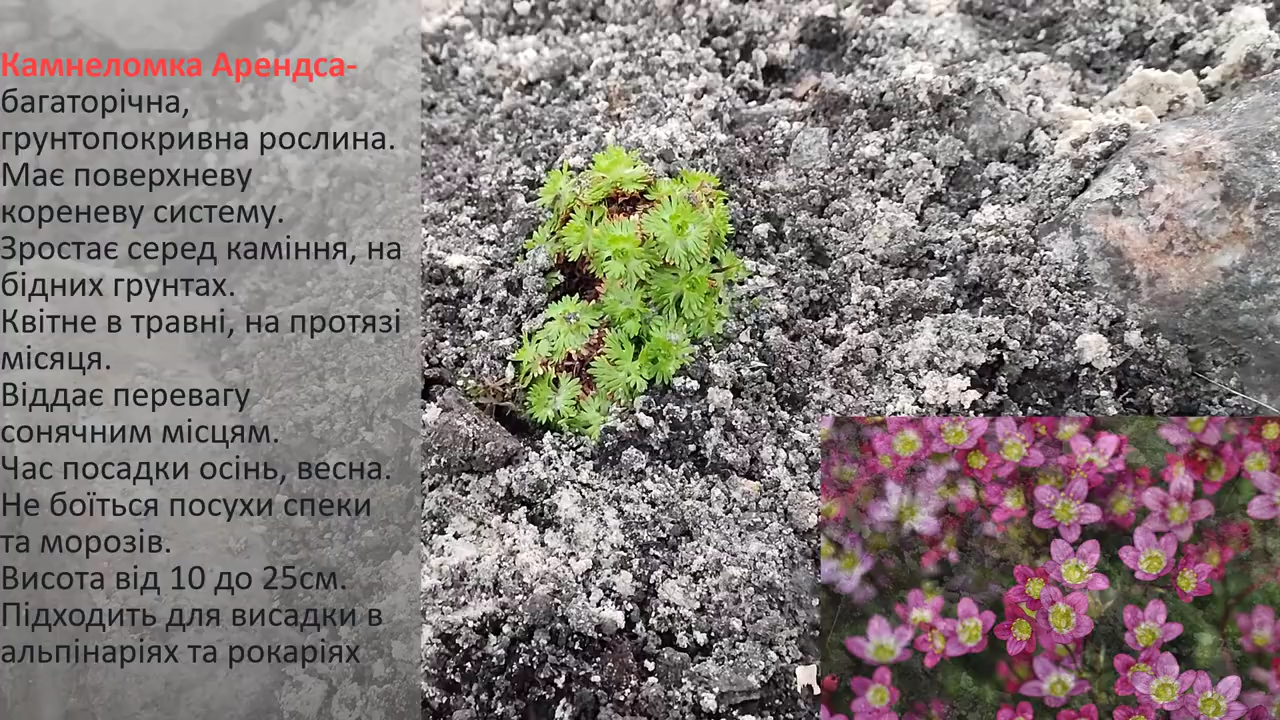 Камнеломка Арендса-
багаторічна,
грунтопокривна рослина.
Має поверхневу
кореневу систему.
Зростає серед каміння, на
бідних грунтах.
Квітне в травні, на протязі
місяця.
Віддає перевагу
сонячним місцям.
Час посадки осінь, весна.
Не боїться посухи спеки
та морозів.
Висота від 10 до 25см.
Підходить для висадки в
альпінаріях та рокаріях